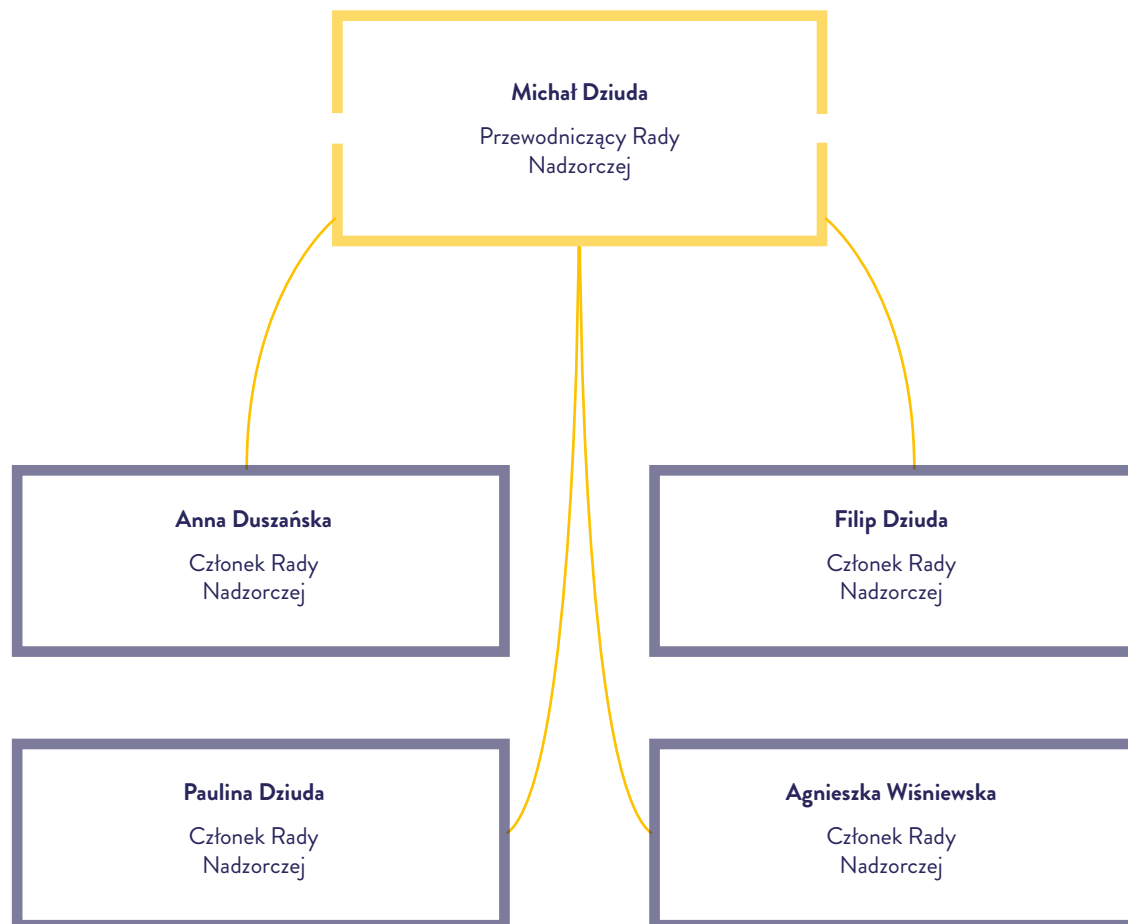 Michał Dziuda
Przewodniczący Rady
Nadzorczej
Anna Duszańska
Członek Rady
Nadzorczej
Filip Dziuda
Członek Rady
Nadzorczej
Paulina Dziuda
Członek Rady
Nadzorczej
Agnieszka Wiśniewska
Członek Rady
Nadzorczej